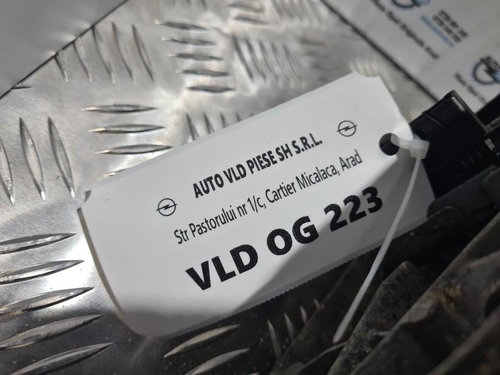 AUTO VLD PIESE SH S.R.L.
Str Pastorului nr 1/c, Cartier Micalaca, Arad
VLD OG 223